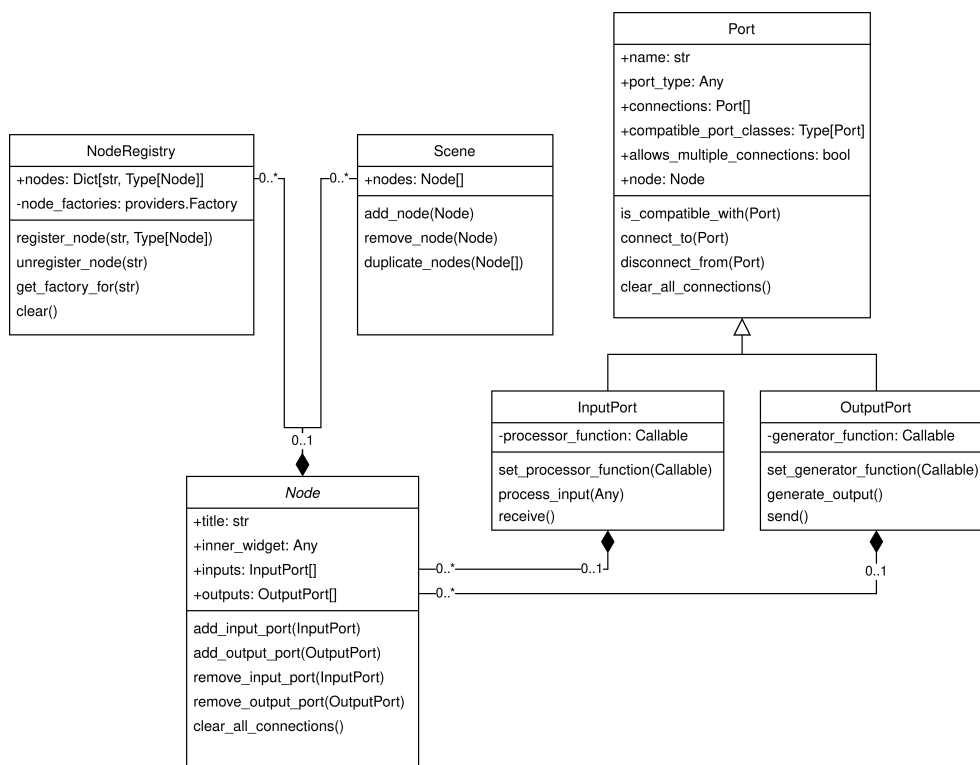 Port
+name: str
+port_type: Any
+connections: Port[]
+compatible_port_classes: Type[Port]
+allows_multiple_connections: bool
+node: Node
is_compatible_with(Port)
connect_to(Port)
disconnect_from(Port)
clear_all_connections()
NodeRegistry
+nodes: Dict[str, Type[Node]]
-node_factories: providers.Factory
register_node(str, Type[Node])
unregister_node(str)
get_factory_for(str)
clear()
0..*
0..*
Scene
+nodes: Node[]
add_node(Node)
remove_node(Node)
duplicate_nodes(Node[])
0..1
InputPort
-processor_function: Callable
set_processor_function(Callable)
process_input(Any)
receive()
OutputPort
-generator_function: Callable
set_generator_function(Callable)
generate_output()
send()
Node
+title: str
+inner_widget: Any
+inputs: InputPort[]
+outputs: OutputPort[]
add_input_port(InputPort)
add_output_port(OutputPort)
remove_input_port(InputPort)
remove_output_port(OutputPort)
clear_all_connections()
0..*
0..1
0..*
0..1